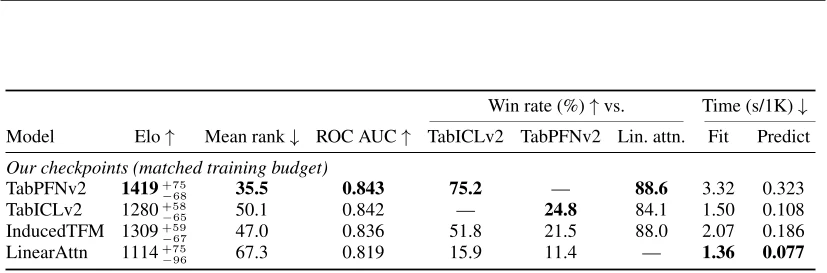 Win rate (%) ↑ vs. Time (s/1K) ↓
Model Elo ↑ Mean rank ↓ ROC AUC ↑ TabICLv2 TabPFNv2 Lin. attn. Fit Predict
Our checkpoints (matched training budget)
TabPFNv2 1419 +75 −68 35.5 0.843 75.2 — 88.6 3.32 0.323
TabICLv2 1280 +58 −65 50.1 0.842 — 24.8 84.1 1.50 0.108
InducedTFM 1309 +59 −67 47.0 0.836 51.8 21.5 88.0 2.07 0.186
LinearAttn 1114 +75 −96 67.3 0.819 15.9 11.4 — 1.36 0.077